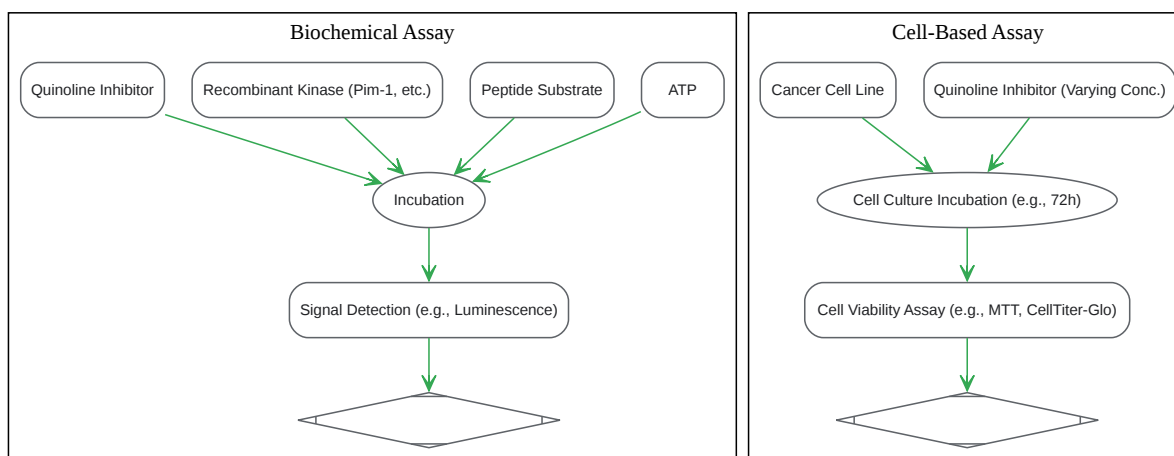 Biochemical Assay
Quinoline Inhibitor
Recombinant Kinase (Pim-1, etc.)
Peptide Substrate
ATP
Incubation
Signal Detection (e.g., Luminescence)
Cell-Based Assay
Cancer Cell Line
Quinoline Inhibitor (Varying Conc.)
Cell Culture Incubation (e.g., 72h)
Cell Viability Assay (e.g., MTT, CellTiter-Glo)